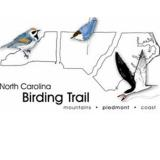 North Carolina
Birding Trail
mountains • piedmont • coast